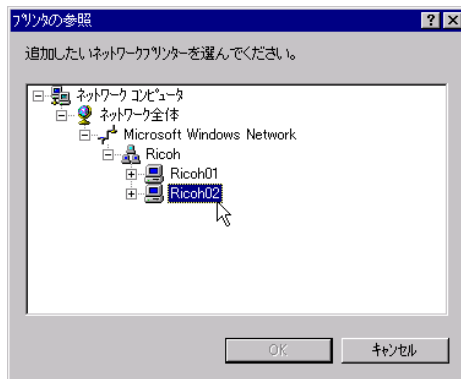 プリンタの参照
追加したいネットワークプリンターを選んでください。
ネットワーク コンピュータ
ネットワーク全体
Microsoft Windows Network
Ricoh
Ricoh01
Ricoh02
OK
キャンセル